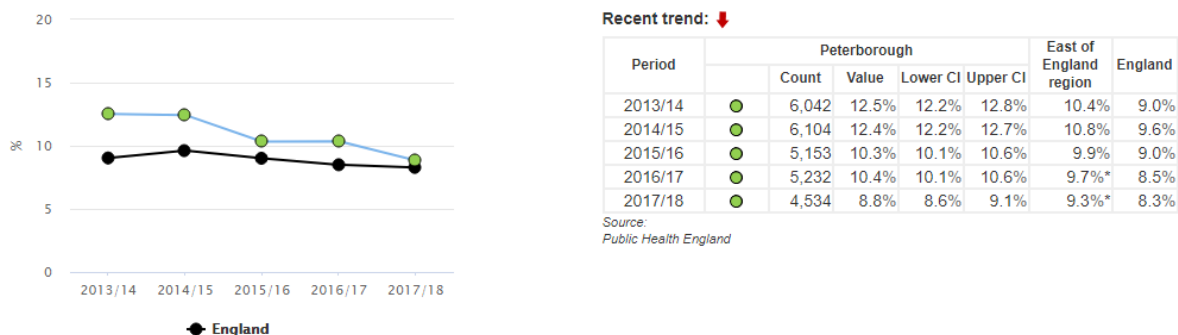 20
15
10
5
0
%
2013/14 2014/15 2015/16 2016/17 2017/18
England
Recent trend:
Period Peterborough East of England region England
Count Value Lower CI Upper CI
2013/14 6,042 12.5% 12.2% 12.8% 10.4% 9.0%
2014/15 6,104 12.4% 12.2% 12.7% 10.8% 9.6%
2015/16 5,153 10.3% 10.1% 10.6% 9.9% 9.0%
2016/17 5,232 10.4% 10.1% 10.6% 9.7%* 8.5%
2017/18 4,534 8.8% 8.6% 9.1% 9.3%* 8.3%
Source:
Public Health England